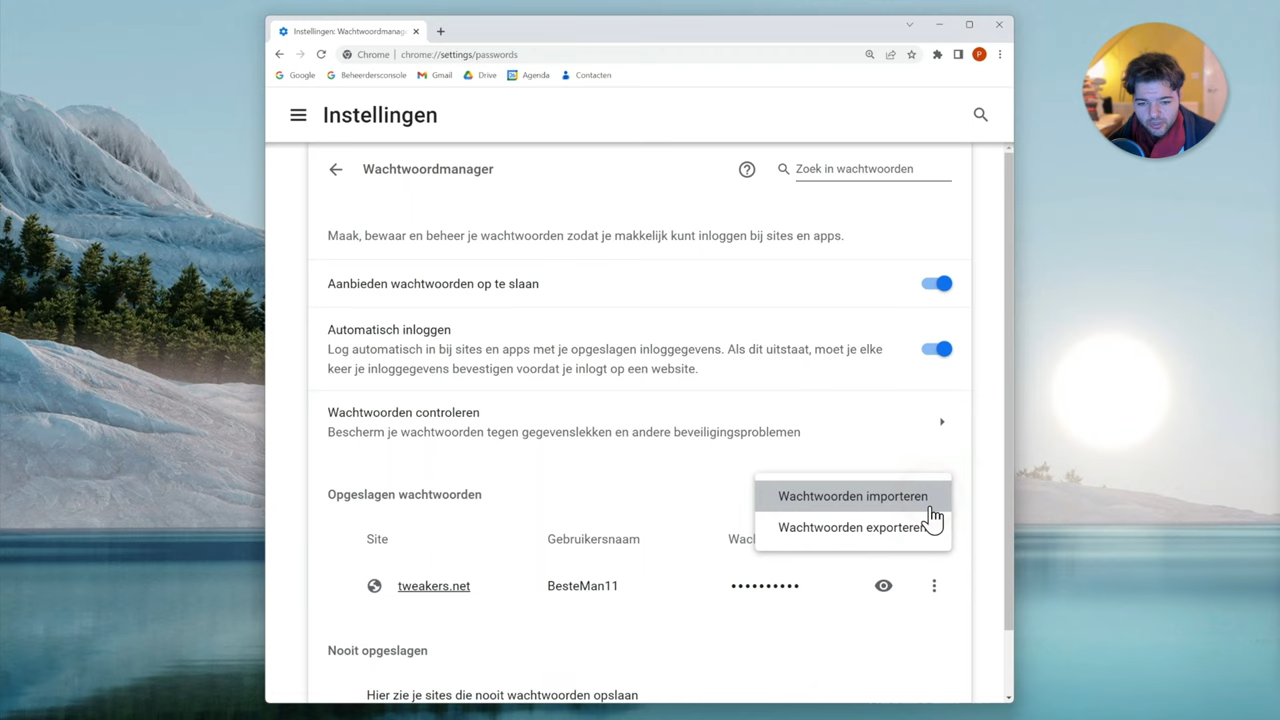 Instellingen: Wachtwoordmanag
Chrome | chrome://settings/passwords
P
Google Beheerdersconsole Gmail Drive Agenda Contacten
Instellingen
Wachtwoordmanager
Zoek in wachtwoorden
Maak, bewaar en beheer je wachtwoorden zodat je makkelijk kunt inloggen bij sites en apps.
Aanbieden wachtwoorden op te slaan
Automatisch inloggen
Log automatisch in bij sites en apps met je opgeslagen inloggegevens. Als dit uitstaat, moet je elke
keer je inloggegevens bevestigen voordat je inlogt op een website.
Wachtwoorden controleren
Bescherm je wachtwoorden tegen gegevenslekken en andere beveiligingsproblemen
Opgeslagen wachtwoorden
Wachtwoorden importeren
Wachtwoorden exporteren
Site Gebruikersnaam Wac
tweakers.net BesteMan11 ••••••••••
Nooit opgeslagen
Hier zie je sites die nooit wachtwoorden opslaan